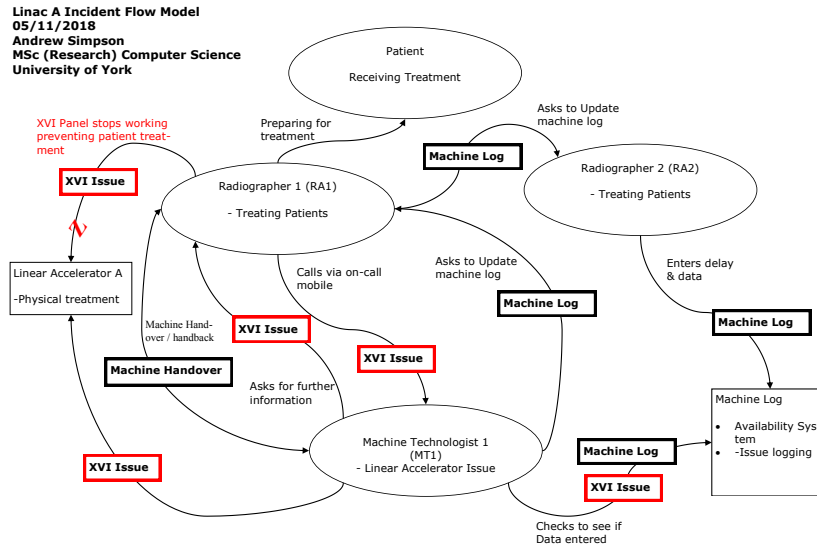 Linac A Incident Flow Model
05/11/2018
Andrew Simpson
MSc (Research) Computer Science
University of York
Patient
Receiving Treatment
XVI Panel stops working
preventing patient treat-
ment
Preparing for
treatment
Asks to Update
machine log
XVI Issue
Machine Log
Radiographer 1 (RA1)
- Treating Patients
Radiographer 2 (RA2)
- Treating Patients
Z
Linear Accelerator A
-Physical treatment
Calls via on-call
mobile
Asks to Update
machine log
Enters delay
& data
Machine Log
Machine Hand-
over / handback
XVI Issue
Machine Log
XVI Issue
Machine Handover
Asks for further
information
Machine Log
• Availability Sys
tem
• -Issue logging
Machine Technologist 1
(MT1)
- Linear Accelerator Issue
Machine Log
XVI Issue
XVI Issue
Checks to see if
Data entered